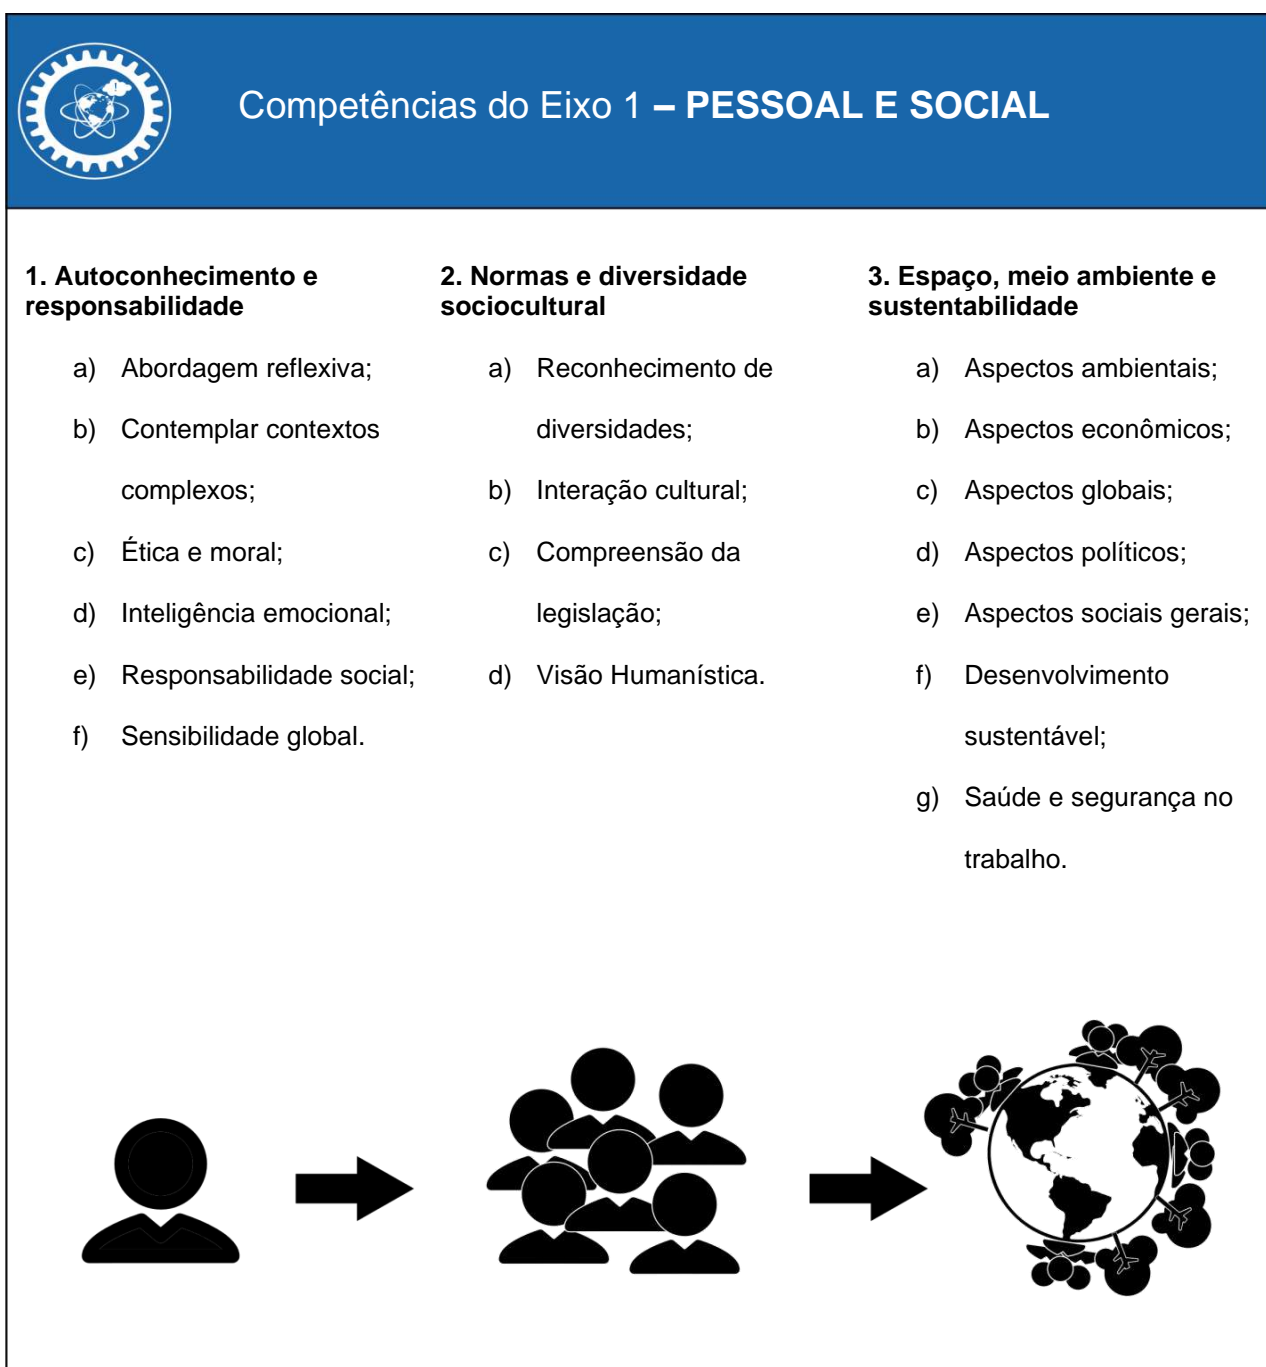 Competências do Eixo 1 – PESSOAL E SOCIAL
1. Autoconhecimento e
responsabilidade
a) Abordagem reflexiva;
b) Contemplar contextos
complexos;
c) Ética e moral;
d) Inteligência emocional;
e) Responsabilidade social;
f) Sensibilidade global.
2. Normas e diversidade
sociocultural
a) Reconhecimento de
diversidades;
b) Interação cultural;
c) Compreensão da
legislação;
d) Visão Humanística.
3. Espaço, meio ambiente e
sustentabilidade
a) Aspectos ambientais;
b) Aspectos econômicos;
c) Aspectos globais;
d) Aspectos políticos;
e) Aspectos sociais gerais;
f) Desenvolvimento
sustentável;
g) Saúde e segurança no
trabalho.